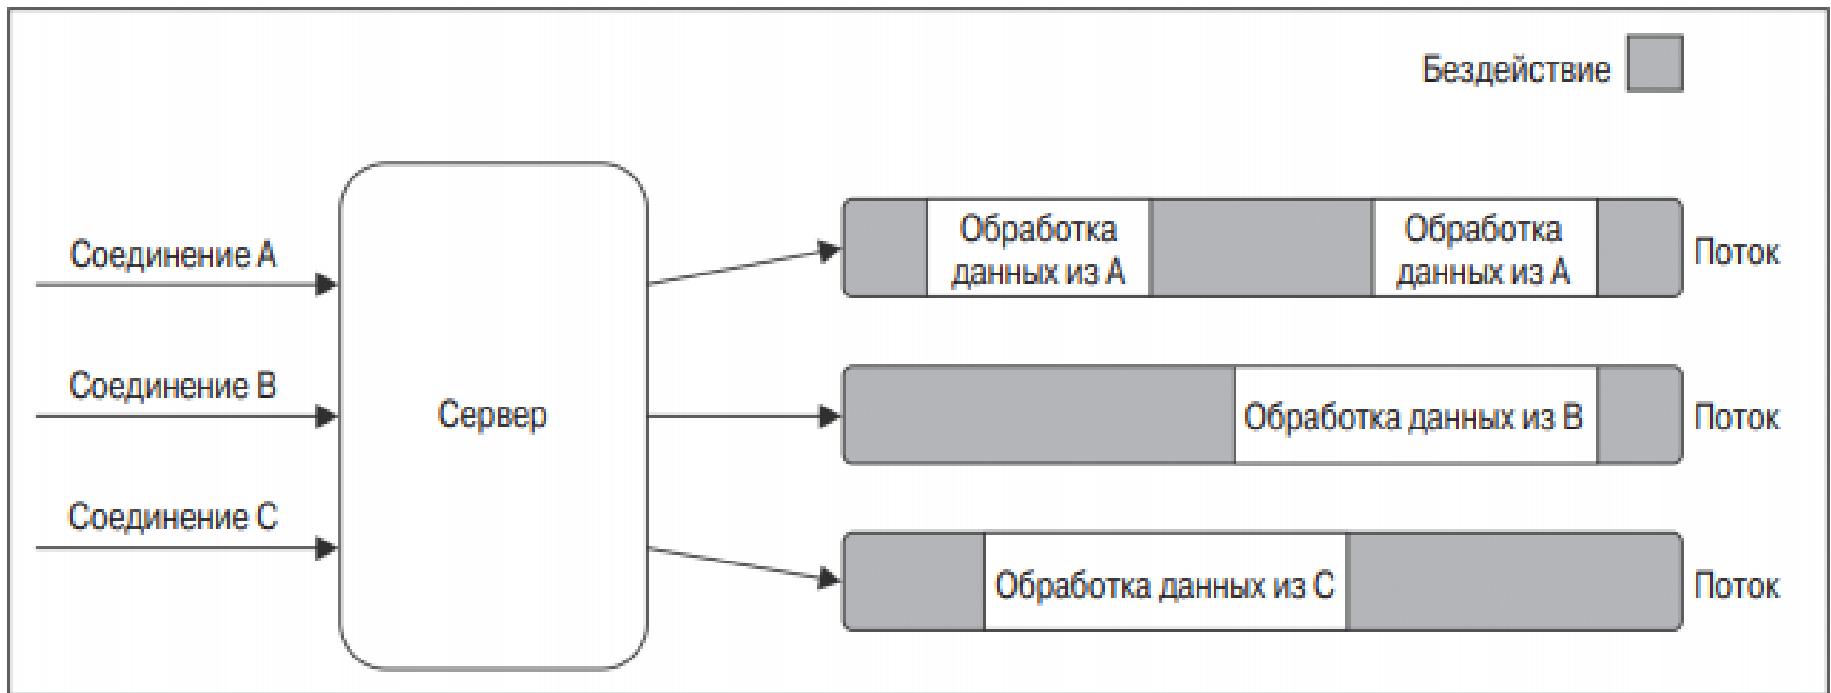 Бездействие
Соединение A
Соединение B
Соединение C
Сервер
Обработка
данных из A
Обработка
данных из A
Поток
Обработка данных из B
Поток
Обработка данных из C
Поток